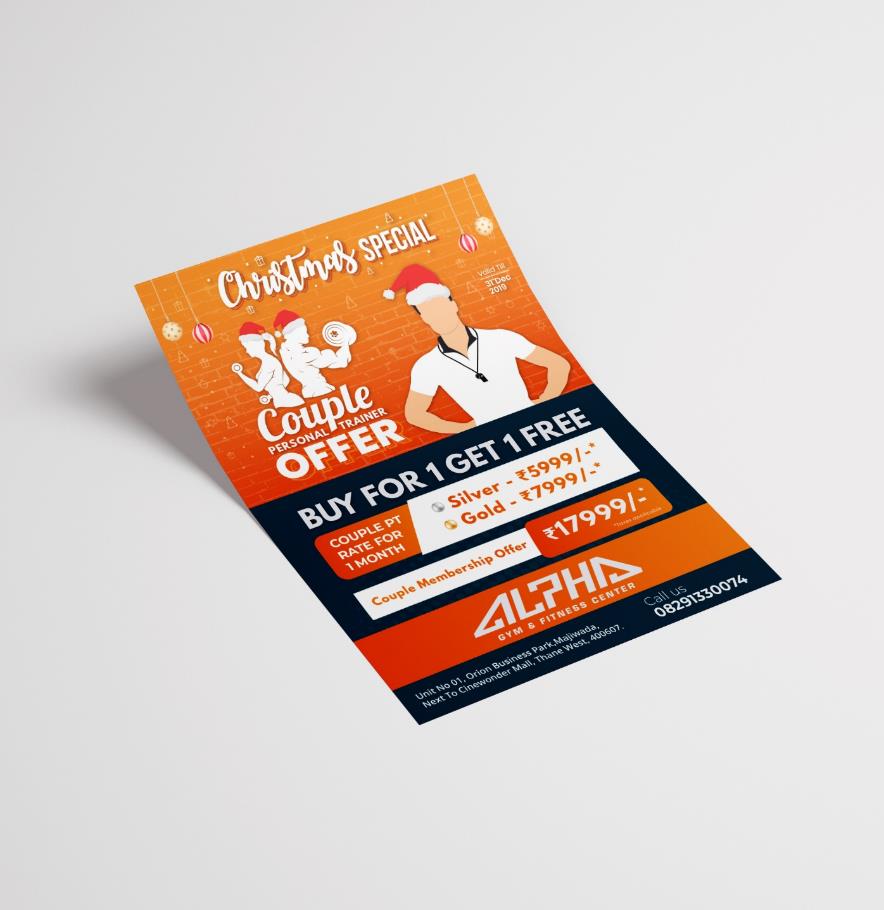 Christmas SPECIAL
Valid Till
31 Dec
2019
Couple
PERSONAL TRAINER
OFFER
BUY FOR 1 GET 1 FREE
COUPLE PT
RATE FOR
1 MONTH
Silver - ₹5999/-*
Gold - ₹7999/-*
Couple Membership Offer
₹17999/-*
*Taxes applicable
ALPHA
GYM & FITNESS CENTER
Unit No 01, Orion Business Park,Majiwada,
Next To Cinewonder Mall, Thane West, 400607.
Call us
08291330074